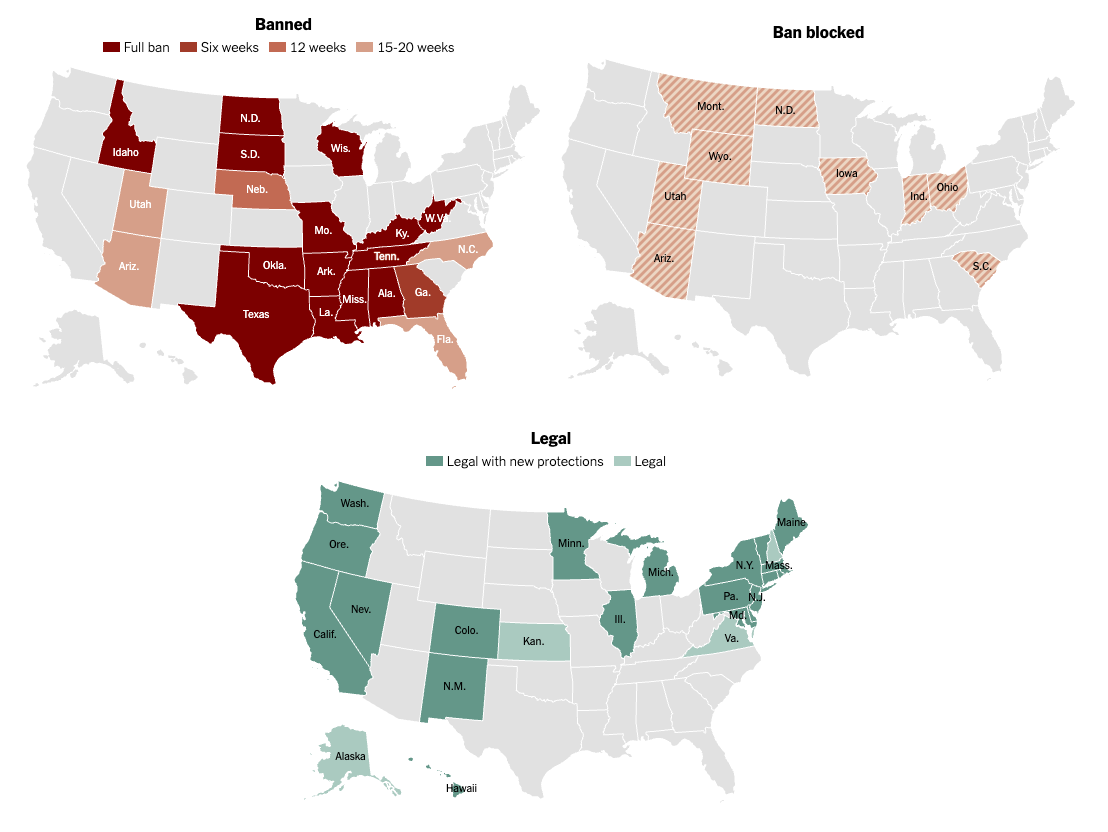 Banned
Full ban Six weeks 12 weeks 15-20 weeks
N.D.
Wis.
Idaho
S.D.
Neb.
Utah
W.V.
Mo.
Ky.
N.C.
Tenn.
Ariz.
Okla.
Ark.
Ga.
Miss.
Ala.
Texas
La.
Fla.
Ban blocked
Mont.
N.D.
Wyo.
Iowa
Ohio
Utah
Ind.
Ariz.
S.C.
Legal
Legal with new protections Legal
Wash.
Maine
Ore.
Minn.
N.Y.
Mass.
Mich.
Pa.
N.J.
Nev.
Md.
Ill.
Colo.
Calif.
Kan.
Va.
N.M.
Alaska
Hawaii